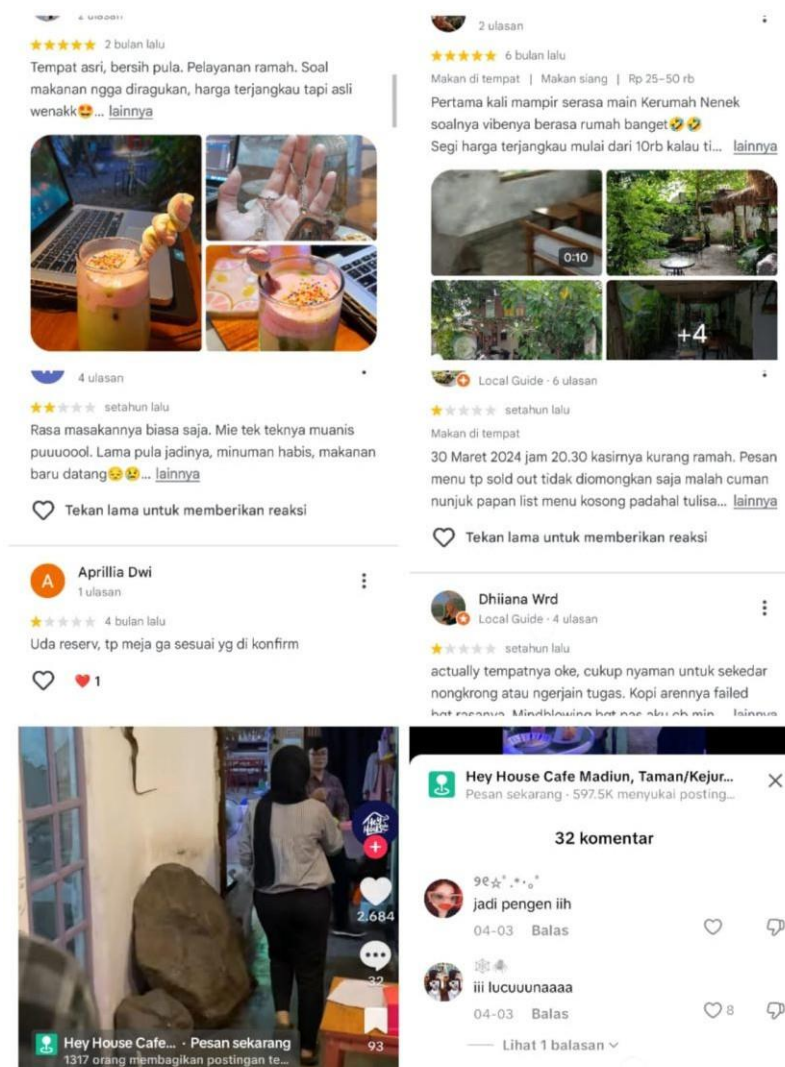 2 ulasan
2 bulan lalu
Tempat asri, bersih pula. Pelayanan ramah. Soal
makanan ngga diragukan, harga terjangkau tapi asli
wenakk🤩... lainnya
4 ulasan
setahun lalu
Rasa masakannya biasa saja. Mie tek teknya muanis
puuuoool. Lama pula jadinya, minuman habis, makanan
baru datang😔😢... lainnya
Tekan lama untuk memberikan reaksi
A
Aprillia Dwi
1 ulasan
4 bulan lalu
Uda reserv, tp meja ga sesuai yg di konfirm
❤️ 1
2 ulasan
6 bulan lalu
Makan di tempat | Makan siang | Rp 25–50 rb
Pertama kali mampir serasa main Kerumah Nenek
soalnya vibenya berasa rumah banget🤣🤣
Segi harga terjangkau mulai dari 10rb kalau ti... lainnya
0:10
+4
Local Guide · 6 ulasan
setahun lalu
Makan di tempat
30 Maret 2024 jam 20.30 kasirnya kurang ramah. Pesan
menu tp sold out tidak diomongkan saja malah cuman
nunjuk papan list menu kosong padahal tulisa... lainnya
Tekan lama untuk memberikan reaksi
Dhiiana Wrd
Local Guide · 4 ulasan
setahun lalu
actually tempatnya oke, cukup nyaman untuk sekedar
nongkrong atau ngerjain tugas. Kopi arennya failed
bgt rasanya. Mindblowing bgt pas aku cb min... lainnya
2.684
32
93
Hey House Cafe... · Pesan sekarang
1317 orang membagikan postingan te...
Hey House Cafe Madiun, Taman/Kejur...
Pesan sekarang · 597.5K menyukai posting...
32 komentar
jadi pengen iih
04-03 Balas
iii lucuuunaaaa
04-03 Balas
8
Lihat 1 balasan